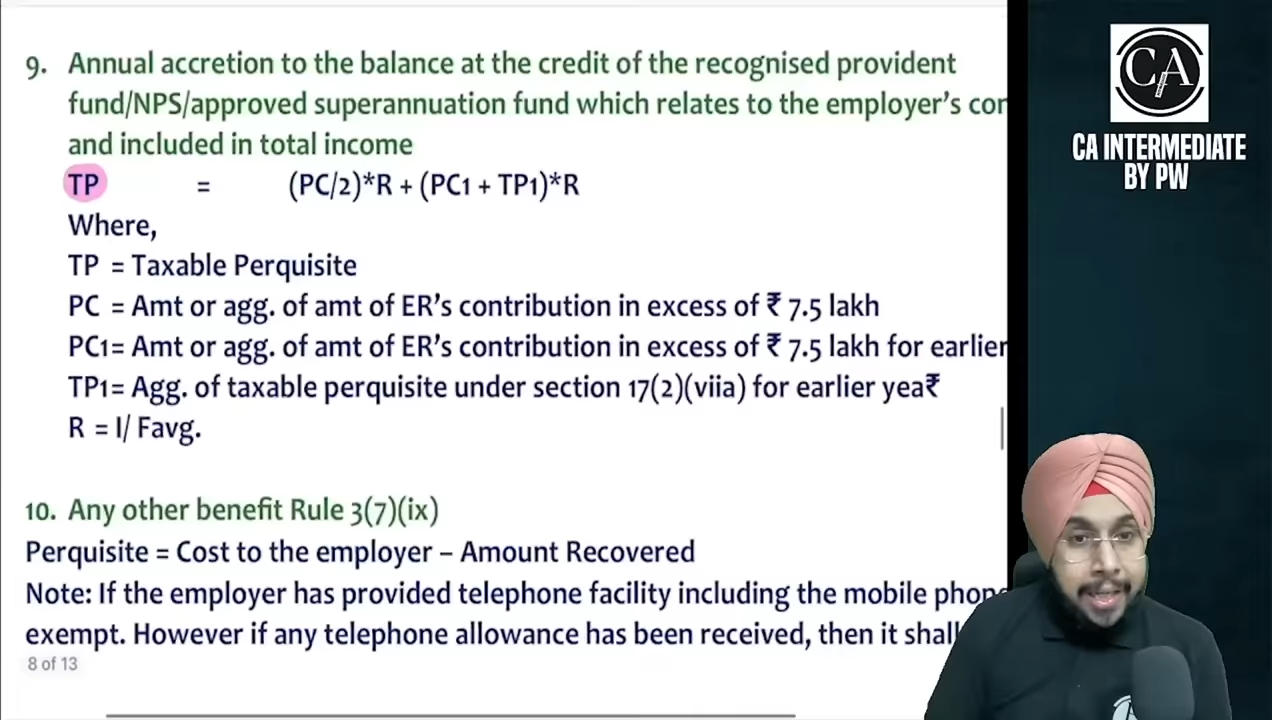 9. Annual accretion to the balance at the credit of the recognised provident
fund/NPS/approved superannuation fund which relates to the employer's
and included in total income
TP = (PC/2)*R + (PC1 + TP1)*R
Where,
TP = Taxable Perquisite
PC = Amt or agg. of amt of ER's contribution in excess of ₹ 7.5 lakh
PC1= Amt or agg. of amt of ER's contribution in excess of ₹ 7.5 lakh for earlier
TP1= Agg. of taxable perquisite under section 17(2)(viia) for earlier yea₹
R = I/ Favg.
10. Any other benefit Rule 3(7)(ix)
Perquisite = Cost to the employer – Amount Recovered
Note: If the employer has provided telephone facility including the mobile phone
exempt. However if any telephone allowance has been received, then it shall
8 of 13
CA
CA INTERMEDIATE
BY PW